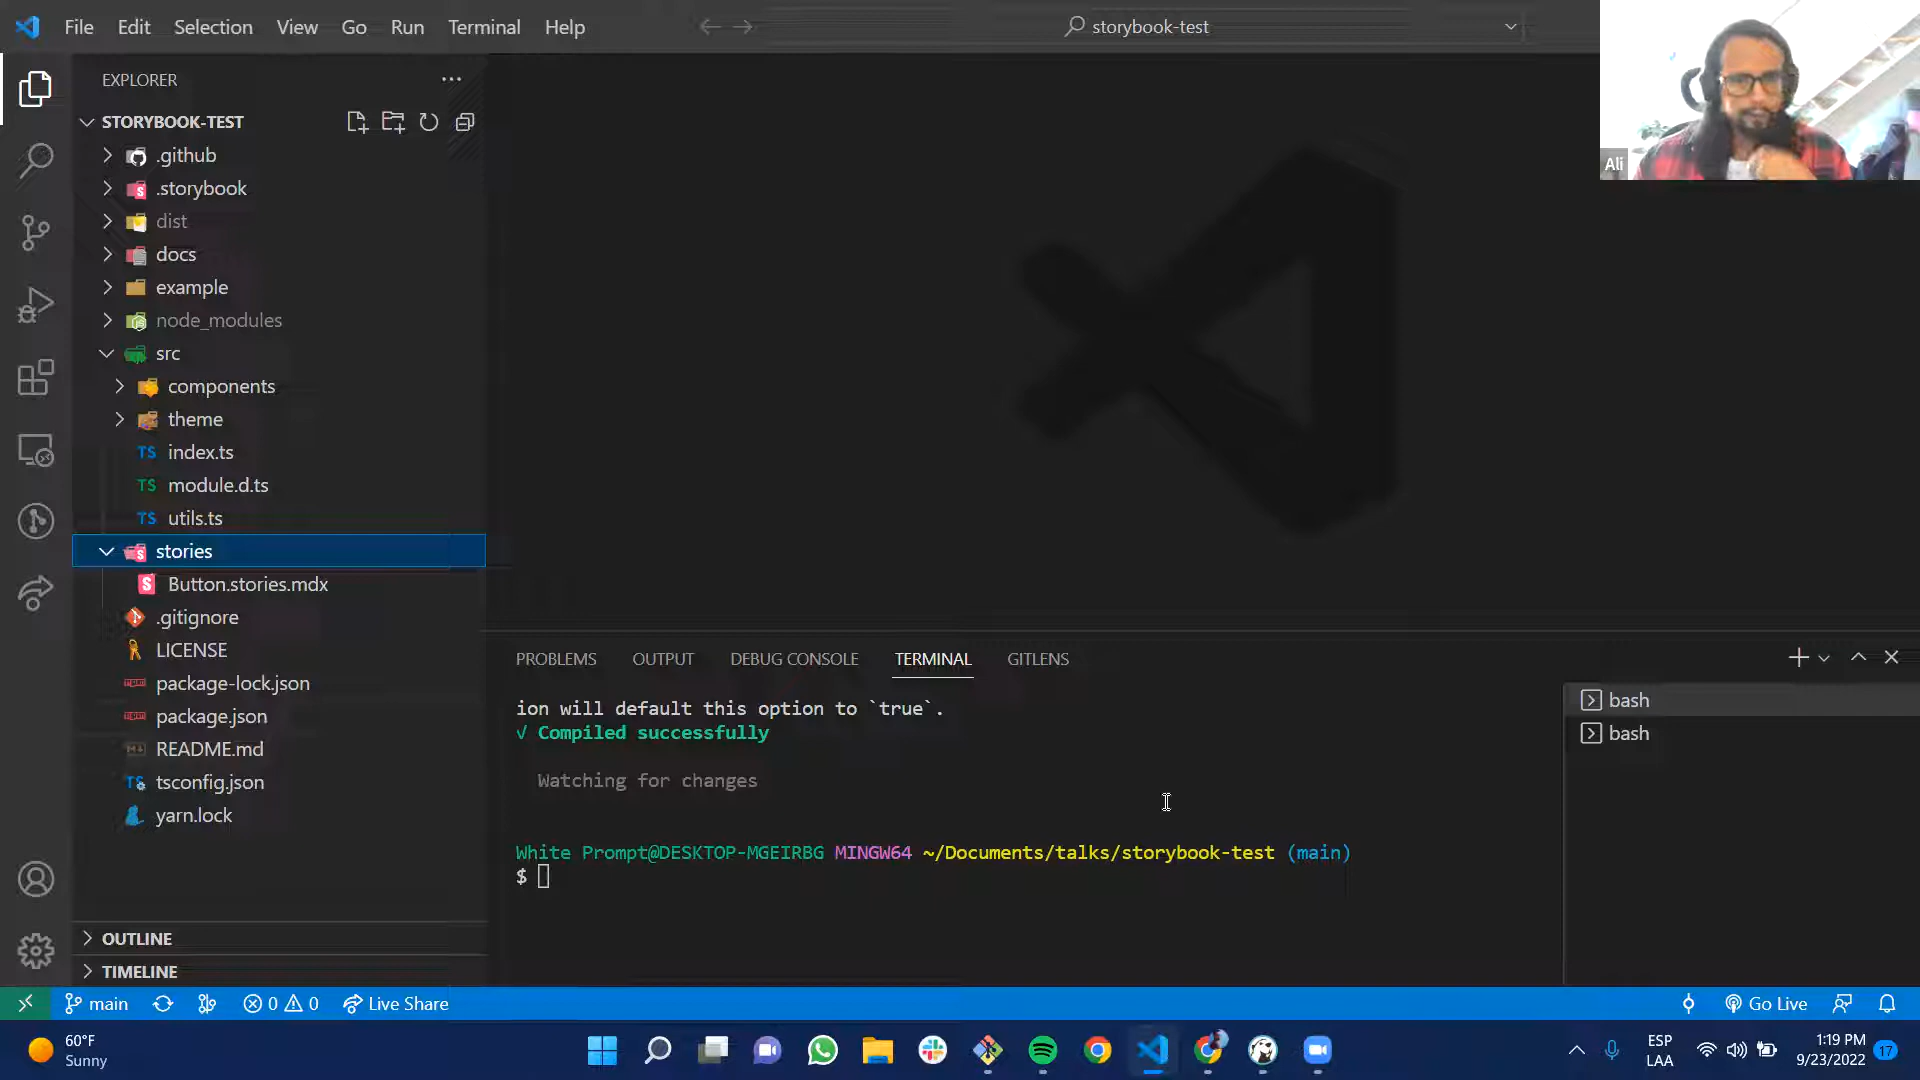 File Edit Selection View Go Run Terminal Help
storybook-test
Ali
EXPLORER
STORYBOOK-TEST
.github
.storybook
dist
docs
example
node_modules
src
components
theme
TS index.ts
TS module.d.ts
TS utils.ts
stories
Button.stories.mdx
.gitignore
LICENSE
package-lock.json
package.json
README.md
tsconfig.json
yarn.lock
OUTLINE
TIMELINE
PROBLEMS OUTPUT DEBUG CONSOLE TERMINAL GITLENS
ion will default this option to `true`.
√ Compiled successfully
Watching for changes
White Prompt@DESKTOP-MGEIRBG MINGW64 ~/Documents/talks/storybook-test (main)
$
bash
bash
main 0 0 Live Share Go Live
60°F
Sunny
ESP
LAA
1:19 PM
9/23/2022
17